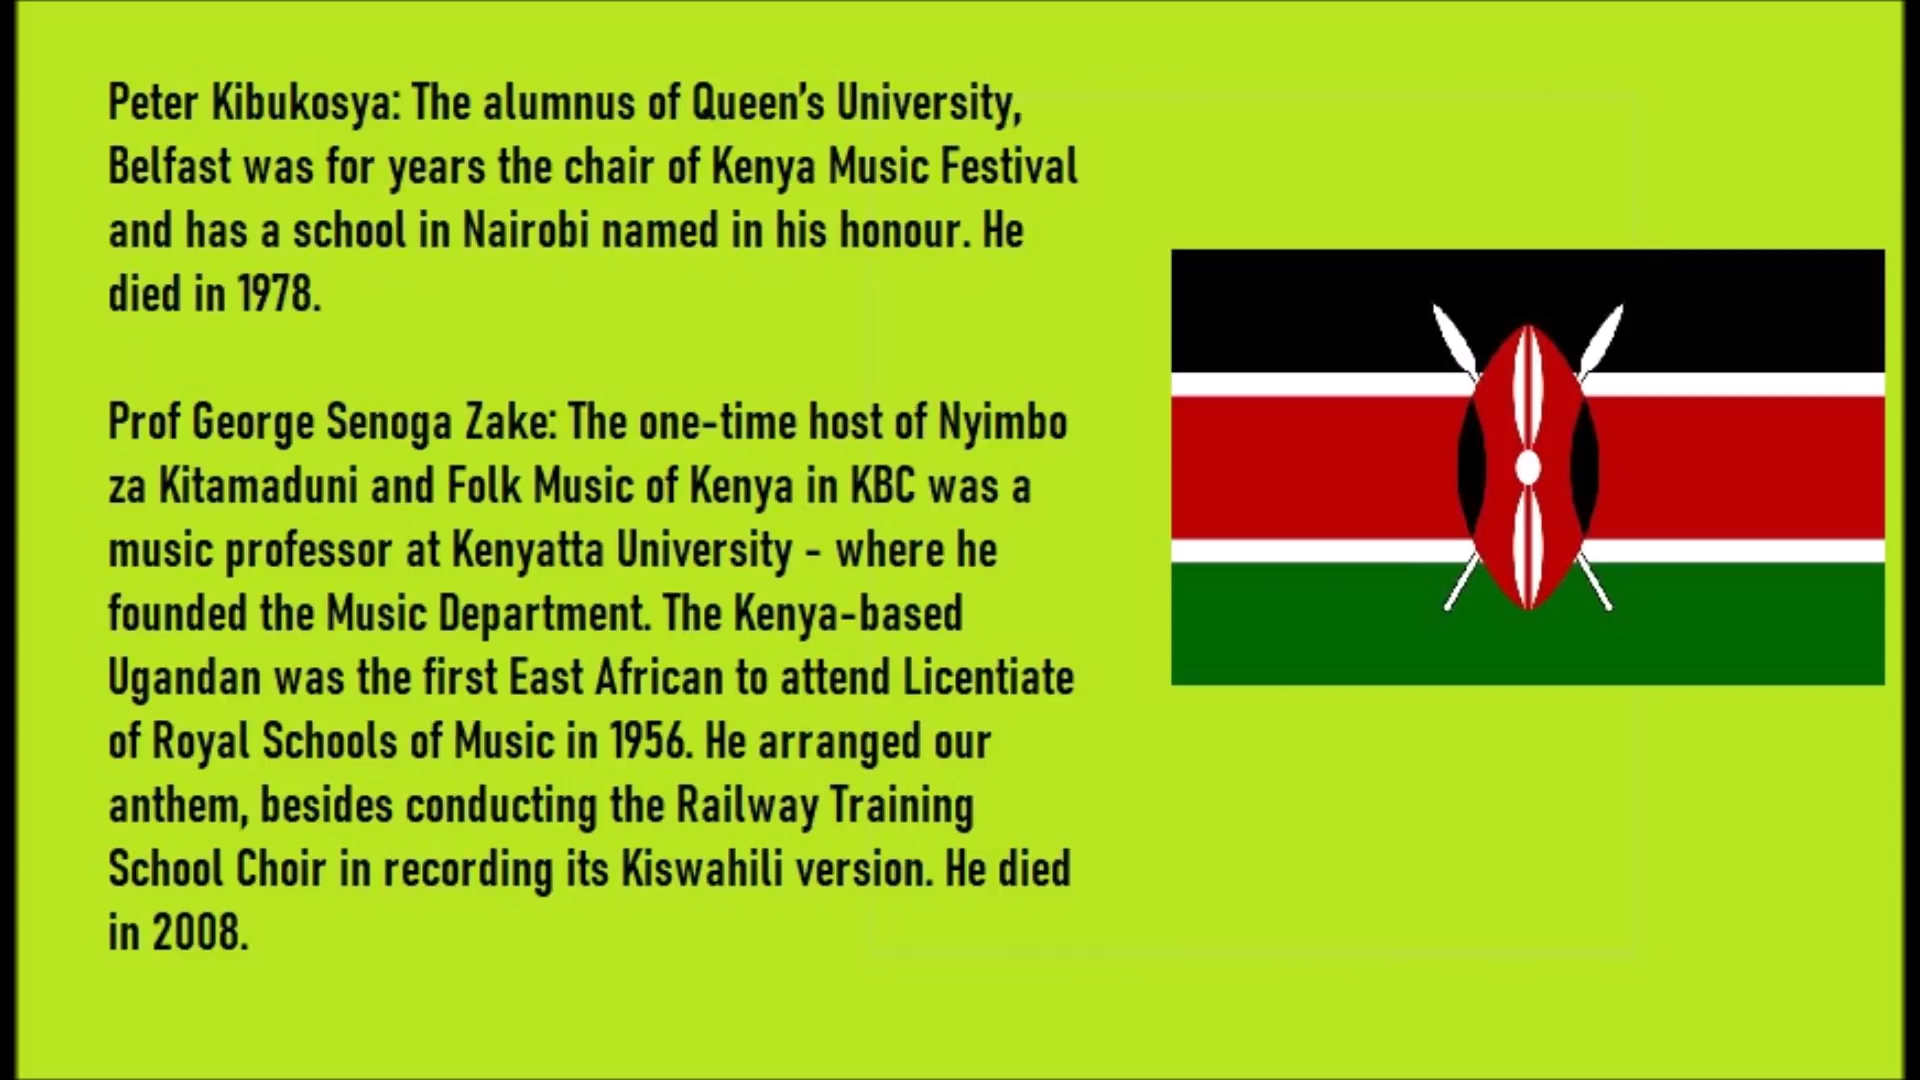 Peter Kibukosya: The alumnus of Queen’s University,
Belfast was for years the chair of Kenya Music Festival
and has a school in Nairobi named in his honour. He
died in 1978.
Prof George Senoga Zake: The one-time host of Nyimbo
za Kitamaduni and Folk Music of Kenya in KBC was a
music professor at Kenyatta University - where he
founded the Music Department. The Kenya-based
Ugandan was the first East African to attend Licentiate
of Royal Schools of Music in 1956. He arranged our
anthem, besides conducting the Railway Training
School Choir in recording its Kiswahili version. He died
in 2008.